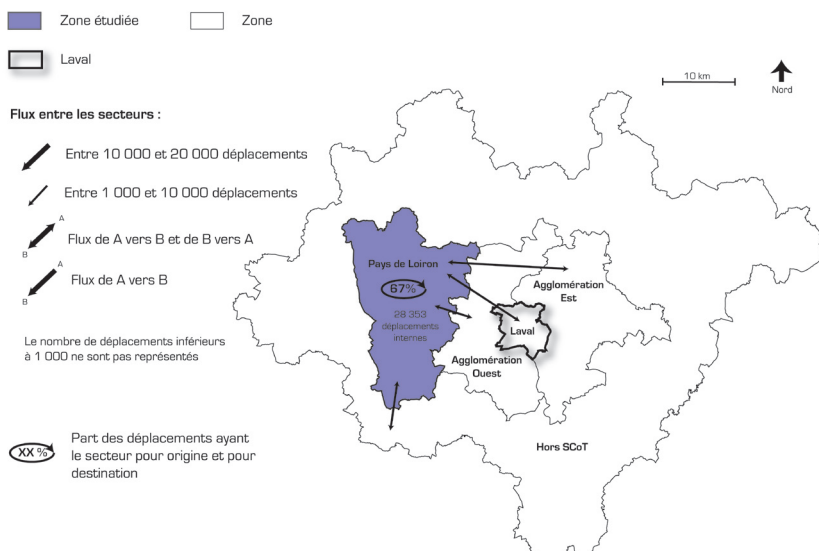 Zone étudiée
Zone
Laval
10 km
Nord
Flux entre les secteurs :
Entre 10 000 et 20 000 déplacements
Entre 1 000 et 10 000 déplacements
A
B
Flux de A vers B et de B vers A
A
B
Flux de A vers B
Le nombre de déplacements inférieurs
à 1 000 ne sont pas représentés
XX %
Part des déplacements ayant
le secteur pour origine et pour
destination
Pays de Loiron
67%
28 353
déplacements
internes
Agglomération
Est
Laval
Agglomération
Ouest
Hors SCoT